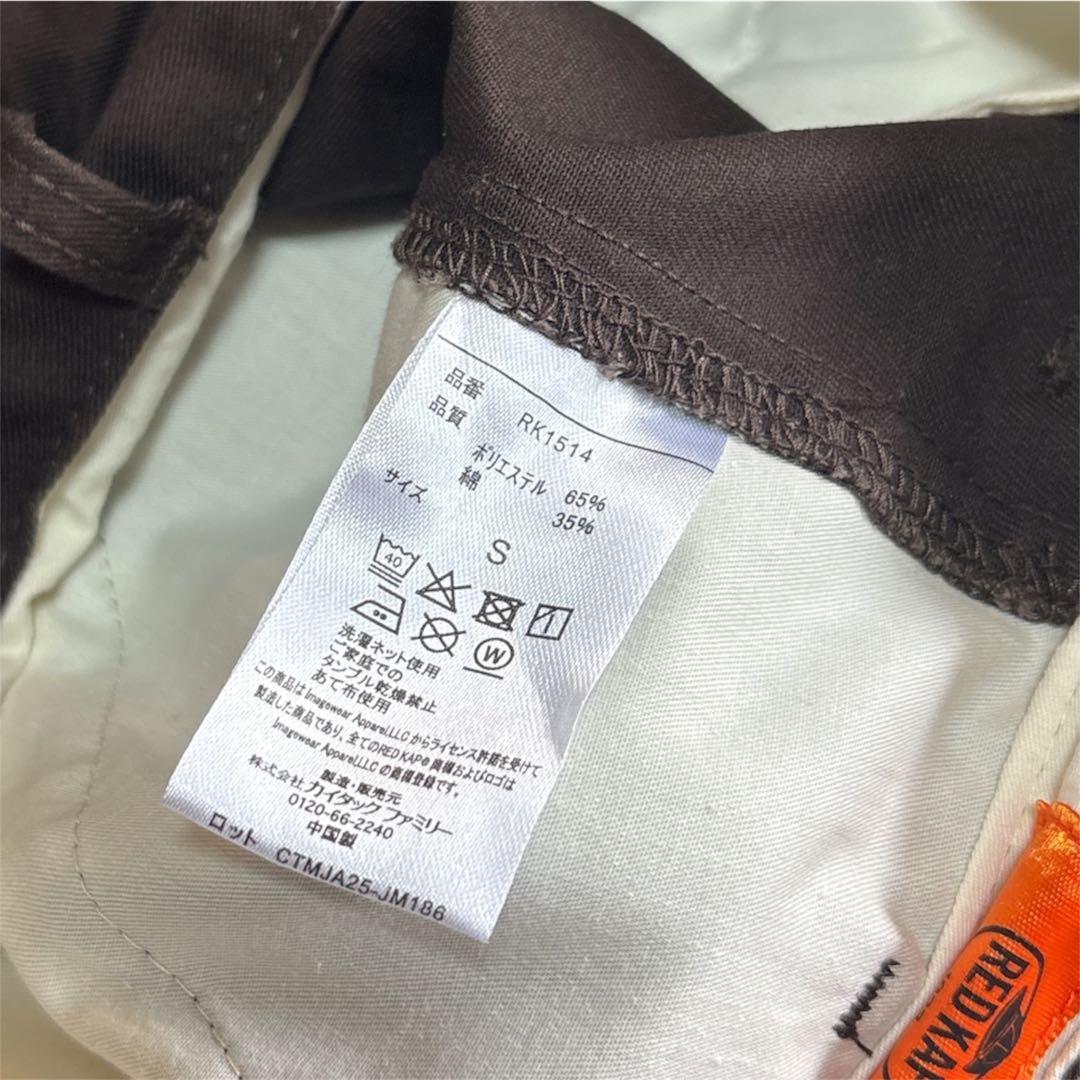 品番 RK1514
品質 ポリエステル 65%
綿 35%
サイズ S
40
W
洗濯ネット使用
ご家庭での
タンブル乾燥禁止
あて布使用
この商品はImagewear Apparel,LLCからライセンス許諾を受けて
製造した商品であり、全てのRED KAP®商標およびロゴは
Imagewear Apparel,LLCの商標登録です。
製造・販売元
株式会社カイタック ファミリー
0120-66-2240
中国製
ロット CTMJA25-JM186
RED KAP